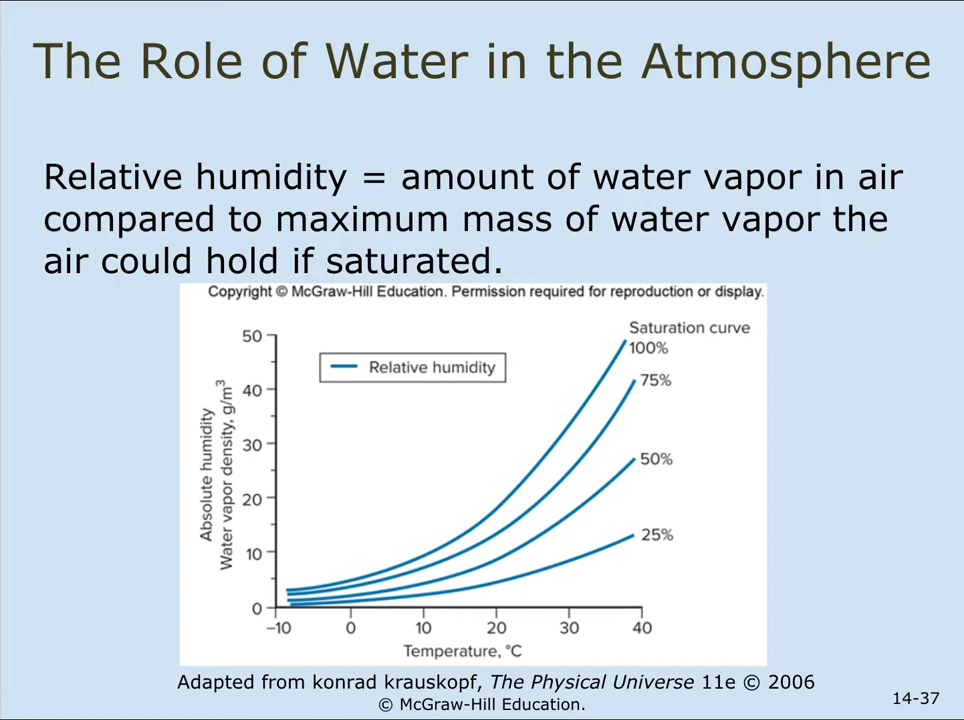 The Role of Water in the Atmosphere
Relative humidity = amount of water vapor in air
compared to maximum mass of water vapor the
air could hold if saturated.
Copyright © McGraw-Hill Education. Permission required for reproduction or display.
Saturation curve
100%
75%
50%
25%
Relative humidity
Absolute humidity
Water vapor density, g/m³
50
40
30
20
10
0
–10
0
10
20
30
40
Temperature, °C
Adapted from konrad krauskopf, The Physical Universe 11e © 2006
© McGraw-Hill Education.
14-37